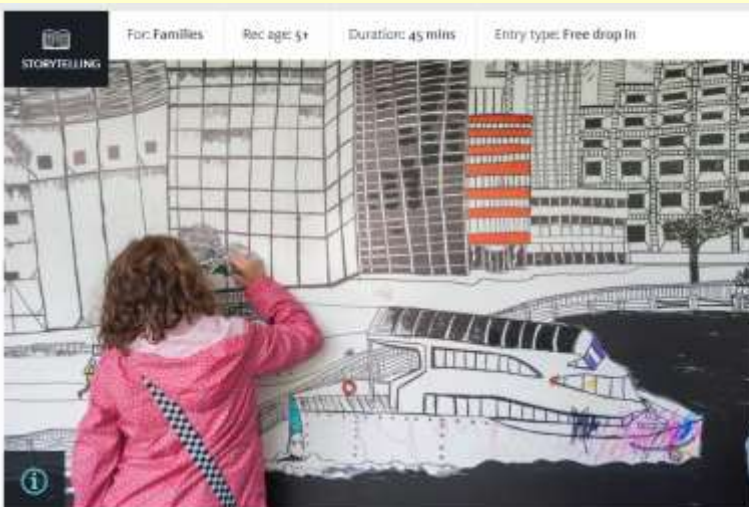 For: Families
Rec age: 5+
Duration: 45 mins
Entry type: Free drop in
STORYTELLING